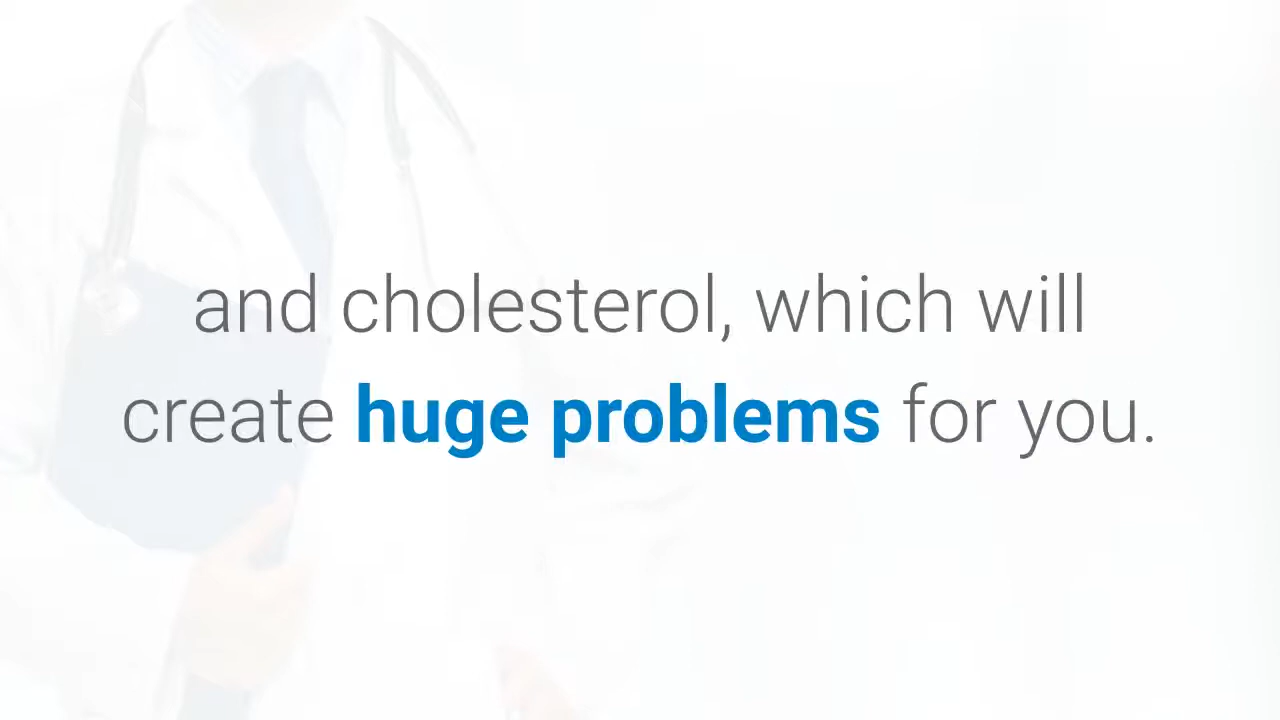 and cholesterol, which will
create huge problems for you.